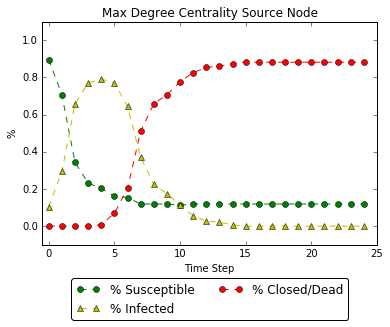 Max Degree Centrality Source Node
1.0
0.8
0.6
0.4
0.2
0.0
%
0 5 10 15 20 25
Time Step
% Susceptible % Closed/Dead
% Infected